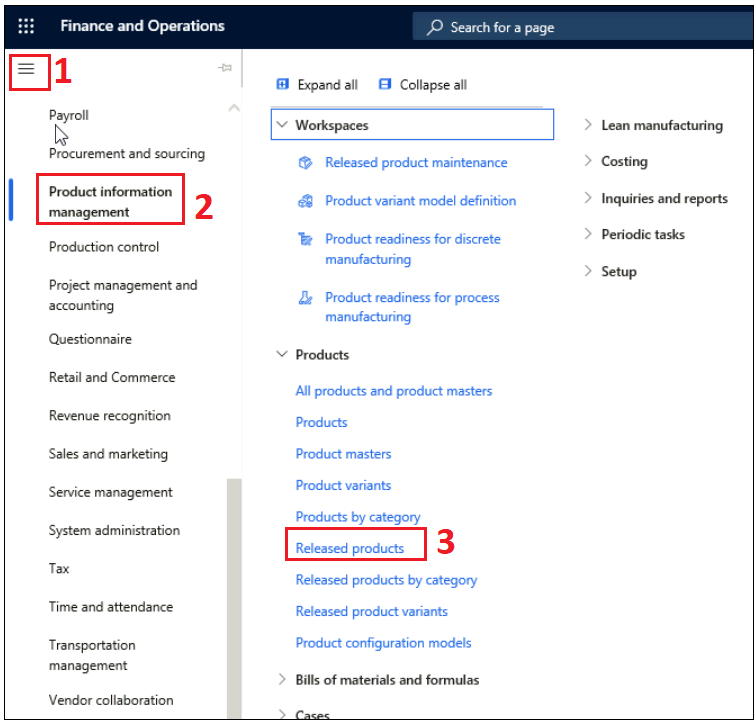 Finance and Operations
Search for a page
1
Expand all
Collapse all
Payroll
Procurement and sourcing
Product information
management
2
Production control
Project management and
accounting
Questionnaire
Retail and Commerce
Revenue recognition
Sales and marketing
Service management
System administration
Tax
Time and attendance
Transportation
management
Vendor collaboration
Workspaces
Released product maintenance
Product variant model definition
Product readiness for discrete
manufacturing
Product readiness for process
manufacturing
Products
All products and product masters
Products
Product masters
Product variants
Products by category
Released products
3
Released products by category
Released product variants
Product configuration models
Bills of materials and formulas
Cases
Lean manufacturing
Costing
Inquiries and reports
Periodic tasks
Setup